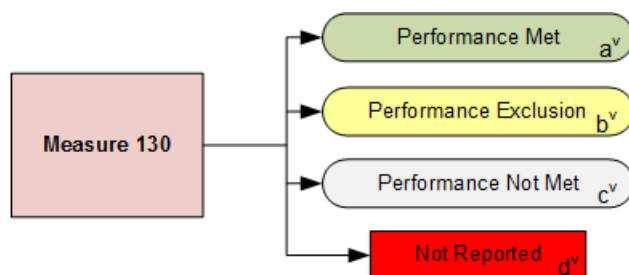 Performance Met
a^v
Performance Exclusion
b^v
Measure 130
Performance Not Met
c^v
Not Reported
d^v